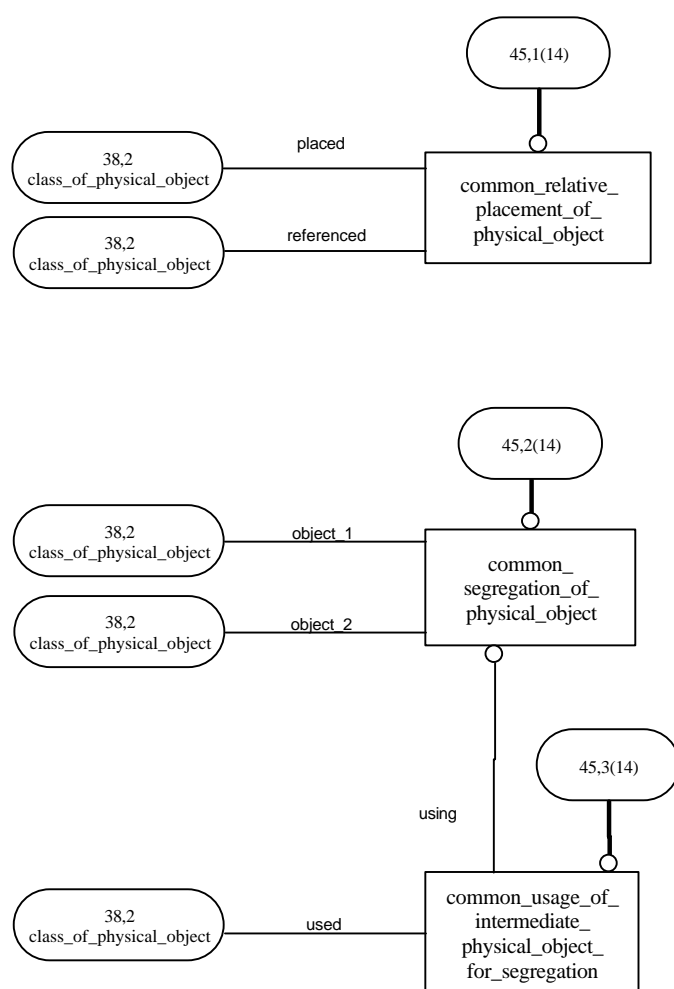 45,1(14)
placed
38,2
class_of_physical_object
common_relative_
placement_of_
physical_object
38,2
class_of_physical_object
referenced
45,2(14)
38,2
class_of_physical_object
object_1
common_
segregation_of_
physical_object
38,2
class_of_physical_object
object_2
45,3(14)
using
38,2
class_of_physical_object
used
common_usage_of_
intermediate_
physical_object_
for_segregation